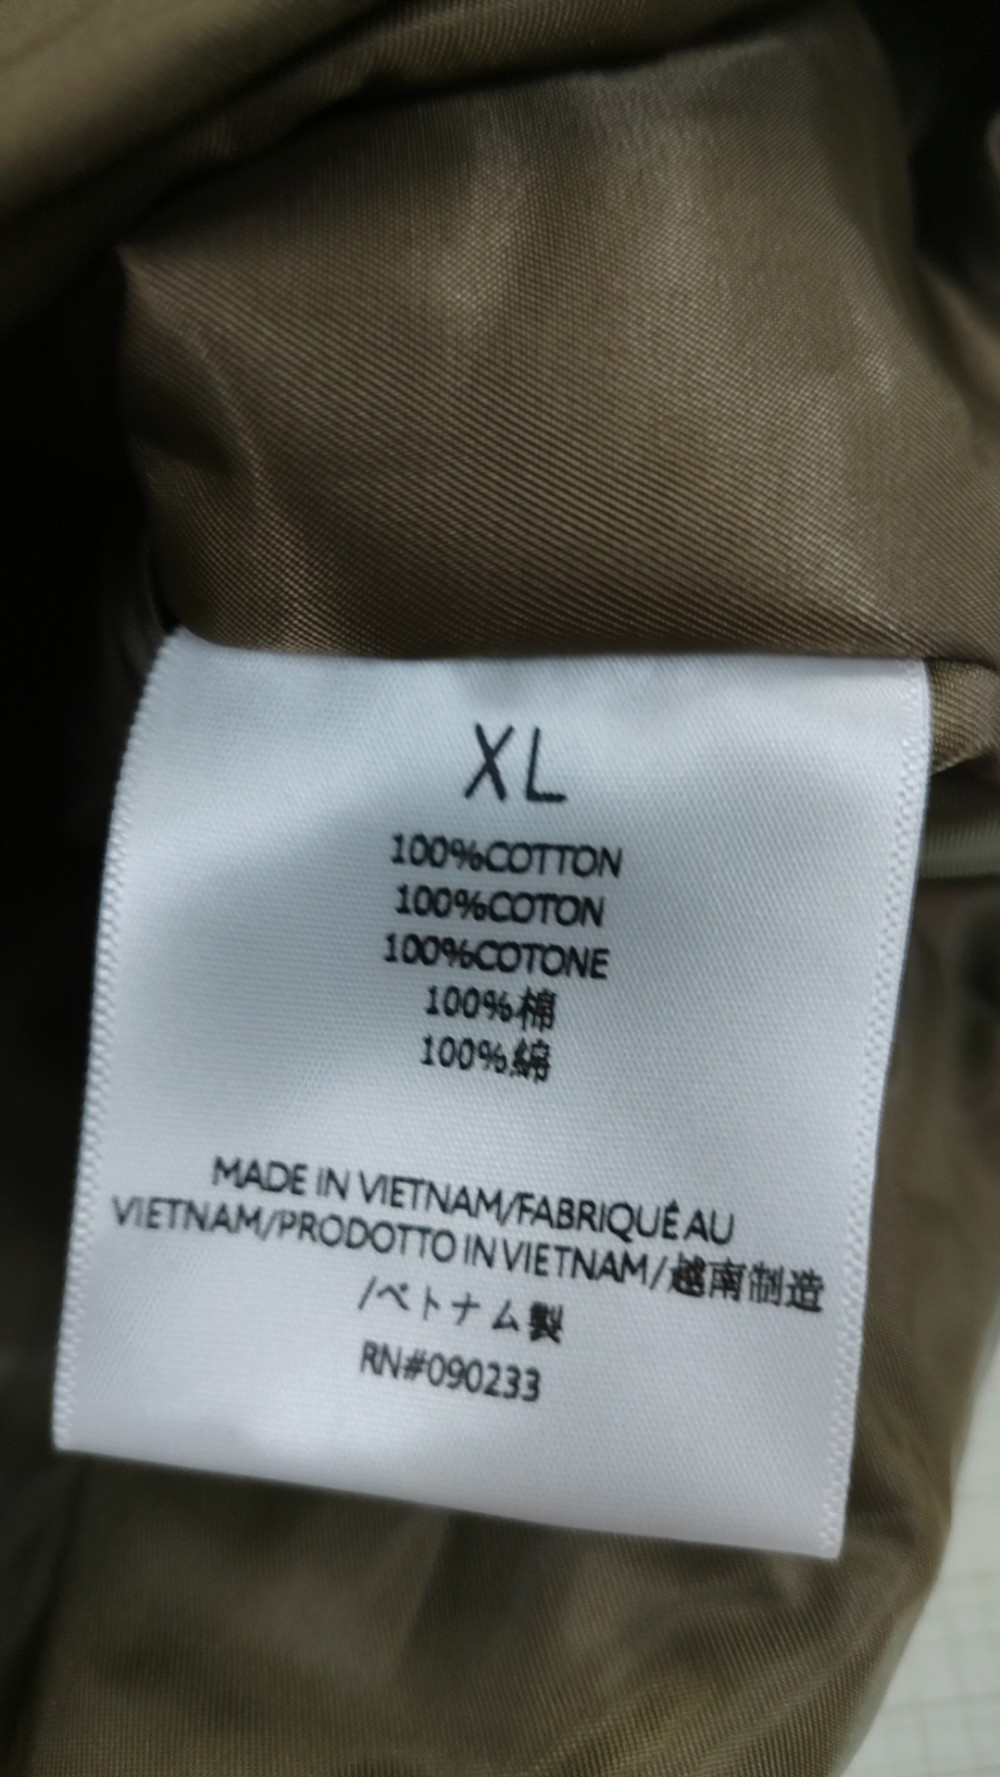 XL
100%COTTON
100%COTON
100%COTONE
100%棉
100%綿
MADE IN VIETNAM/FABRIQUÉ AU
VIETNAM/PRODOTTO IN VIETNAM/越南制造
/ベトナム製
RN#090233